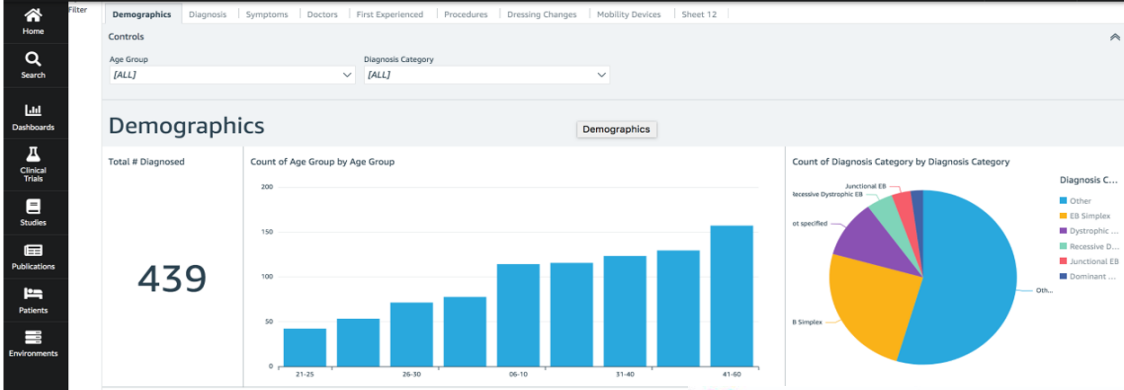 Filter
Home
Search
Dashboards
Clinical
Trials
Studies
Publications
Patients
Environments
Demographics
Diagnosis
Symptoms
Doctors
First Experienced
Procedures
Dressing Changes
Mobility Devices
Sheet 12
Controls
Age Group
Diagnosis Category
[ALL]
[ALL]
Demographics
Demographics
Total # Diagnosed
439
Count of Age Group by Age Group
200
150
100
50
0
21-25
26-30
06-10
31-40
41-60
Count of Diagnosis Category by Diagnosis Category
Junctional EB
ecessive Dystrophic EB
ot specified
B Simplex
Oth...
Diagnosis C...
Other
EB Simplex
Dystrophic ...
Recessive D...
Junctional EB
Dominant ...